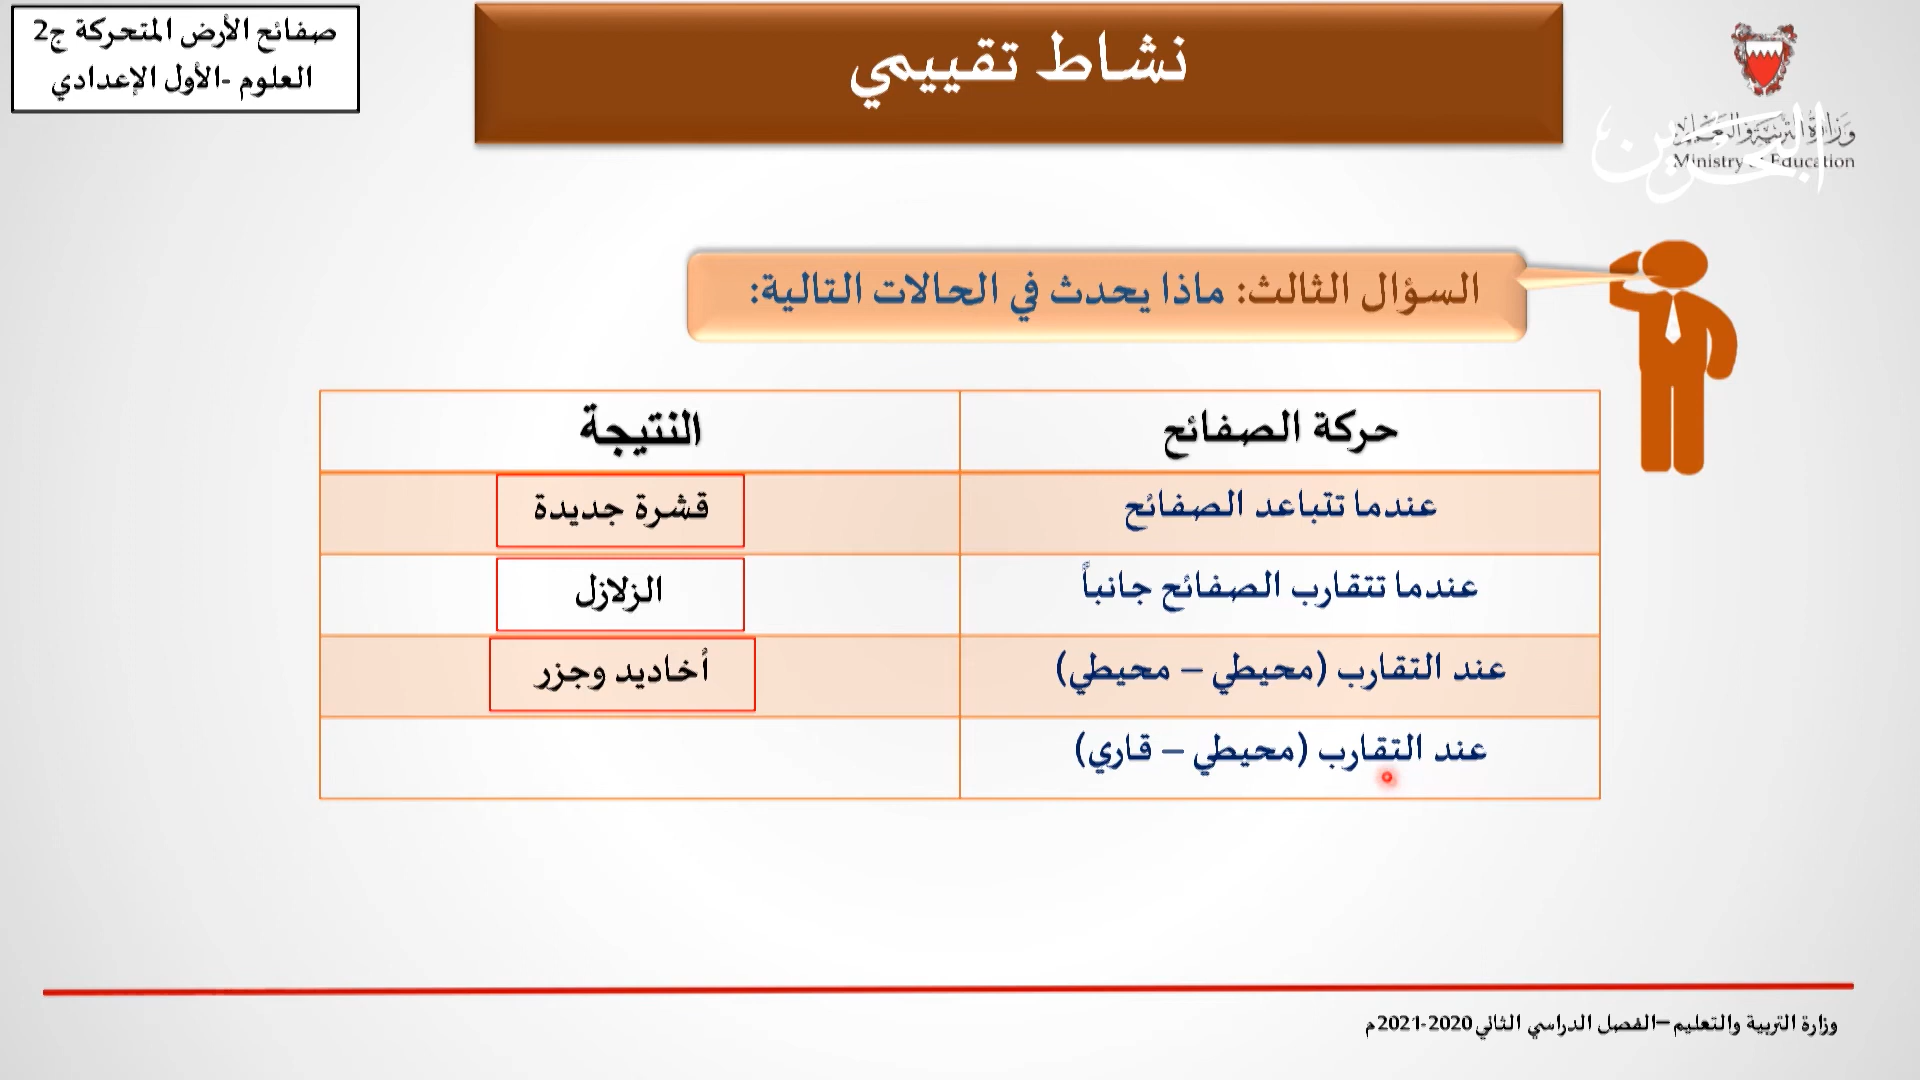 صفائح الأرض المتحركة ج2
العلوم -الأول الإعدادي
نشاط تقييمي
وزارة التربية والتعليم
Ministry of Education
البحرين
السؤال الثالث: ماذا يحدث في الحالات التالية:
حركة الصفائح
النتيجة
عندما تتباعد الصفائح
قشرة جديدة
عندما تتقارب الصفائح جانباً
الزلازل
عند التقارب (محيطي – محيطي)
أخاديد وجزر
عند التقارب (محيطي – قاري)
وزارة التربية والتعليم –الفصل الدراسي الثاني 2020-2021م